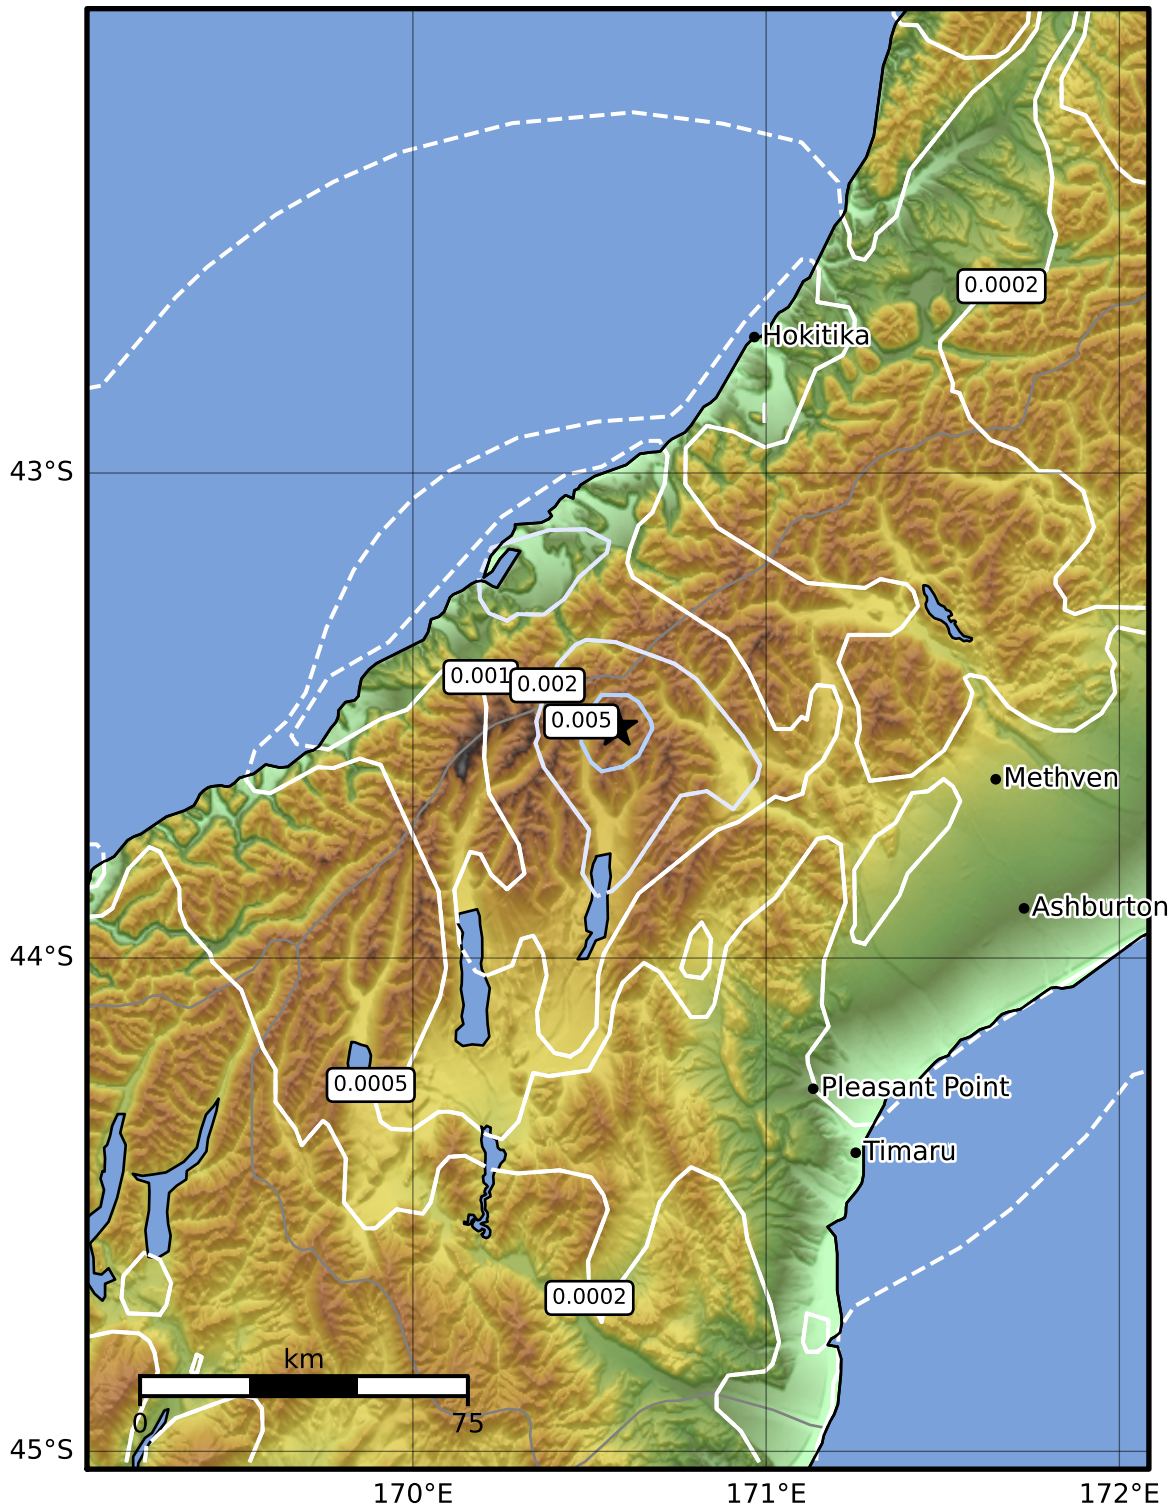 0.0002
Hokitika
43°S
0.001
0.002
0.005
Methven
Ashburton
44°S
0.0005
Pleasant Point
Timaru
0.0002
km
0 75
45°S
170°E 171°E 172°E